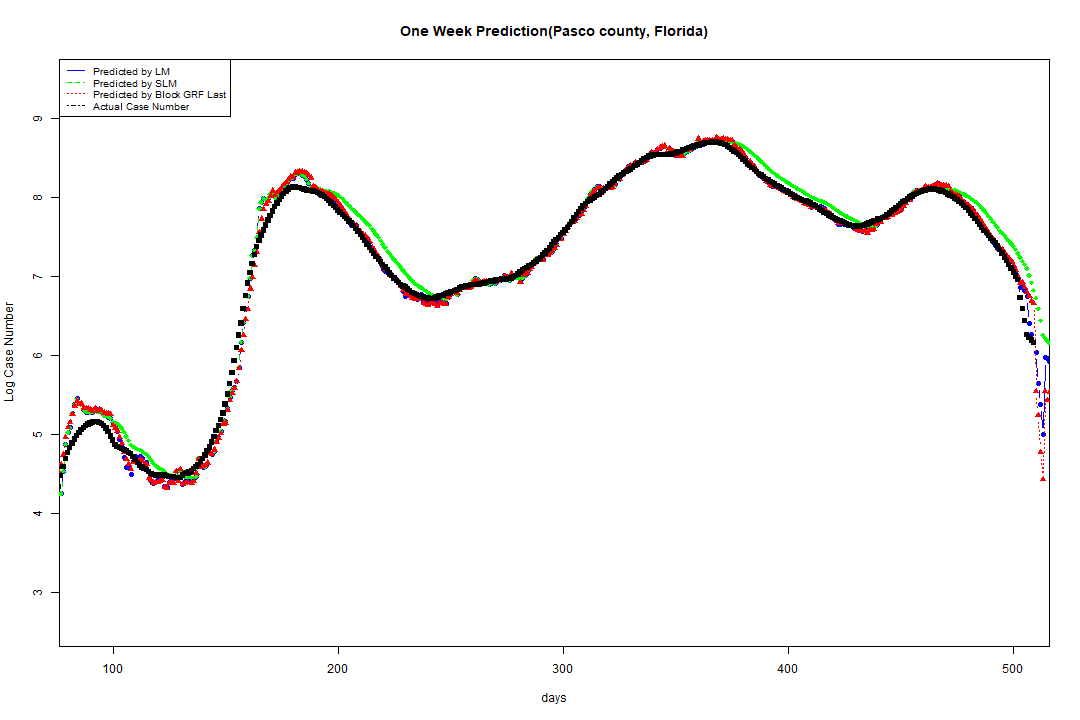 One Week Prediction(Pasco county, Florida)
Predicted by LM
Predicted by SLM
Predicted by Block GRF Last
Actual Case Number
Log Case Number
9
8
7
6
5
4
3
100 200 300 400 500
days